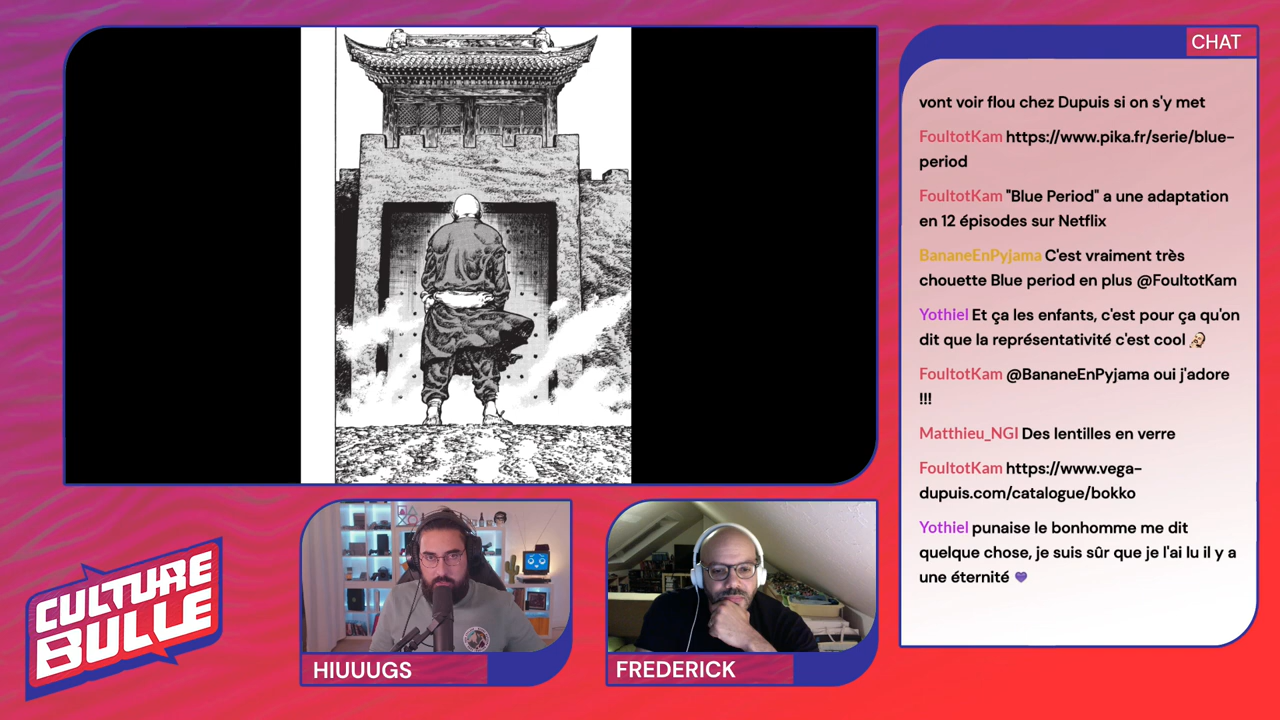 CHAT
vont voir flou chez Dupuis si on s'y met
FoultotKam https://www.pika.fr/serie/blue-
period
FoultotKam "Blue Period" a une adaptation
en 12 épisodes sur Netflix
BananeEnPyjama C'est vraiment très
chouette Blue period en plus @FoultotKam
Yothiel Et ça les enfants, c'est pour ça qu'on
dit que la représentativité c'est cool
FoultotKam @BananeEnPyjama oui j'adore
!!!
Matthieu_NGI Des lentilles en verre
FoultotKam https://www.vega-
dupuis.com/catalogue/bokko
Yothiel punaise le bonhomme me dit
quelque chose, je suis sûr que je l'ai lu il y a
une éternité
CULTURE
BULLE
HIUUUGS
FREDERICK